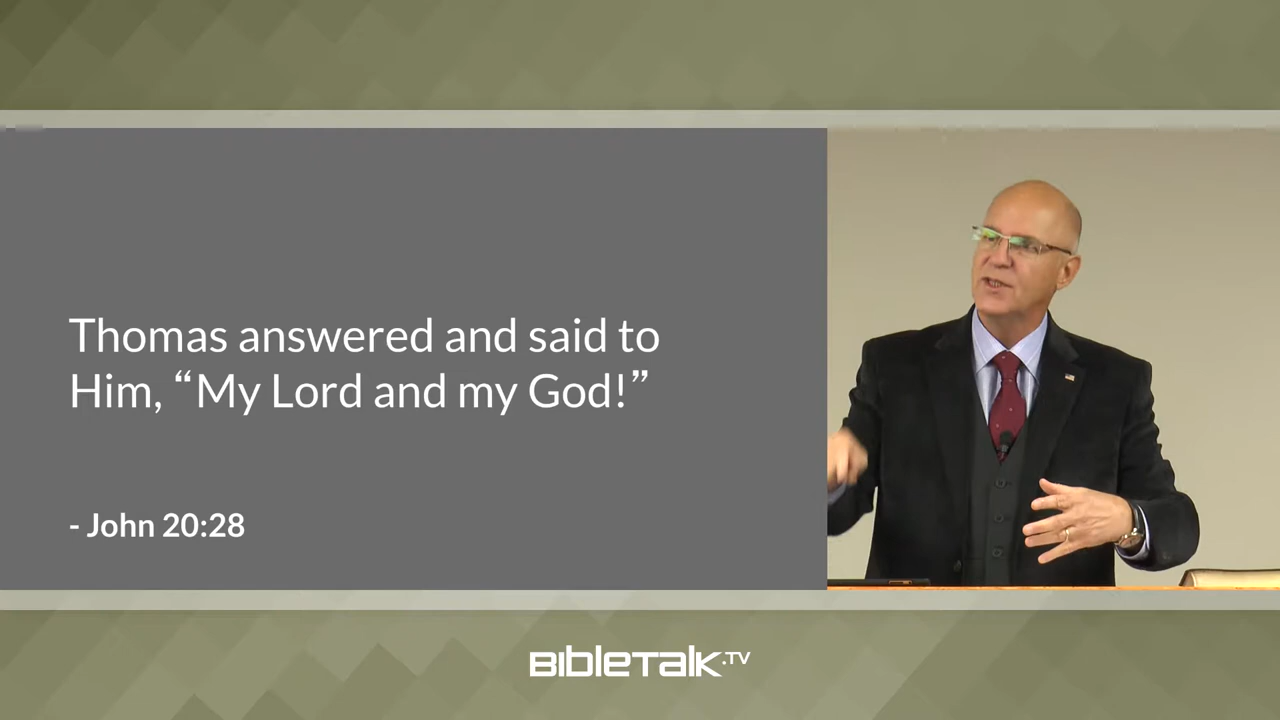 Thomas answered and said to
Him, “My Lord and my God!”
- John 20:28
BibleTalk.TV